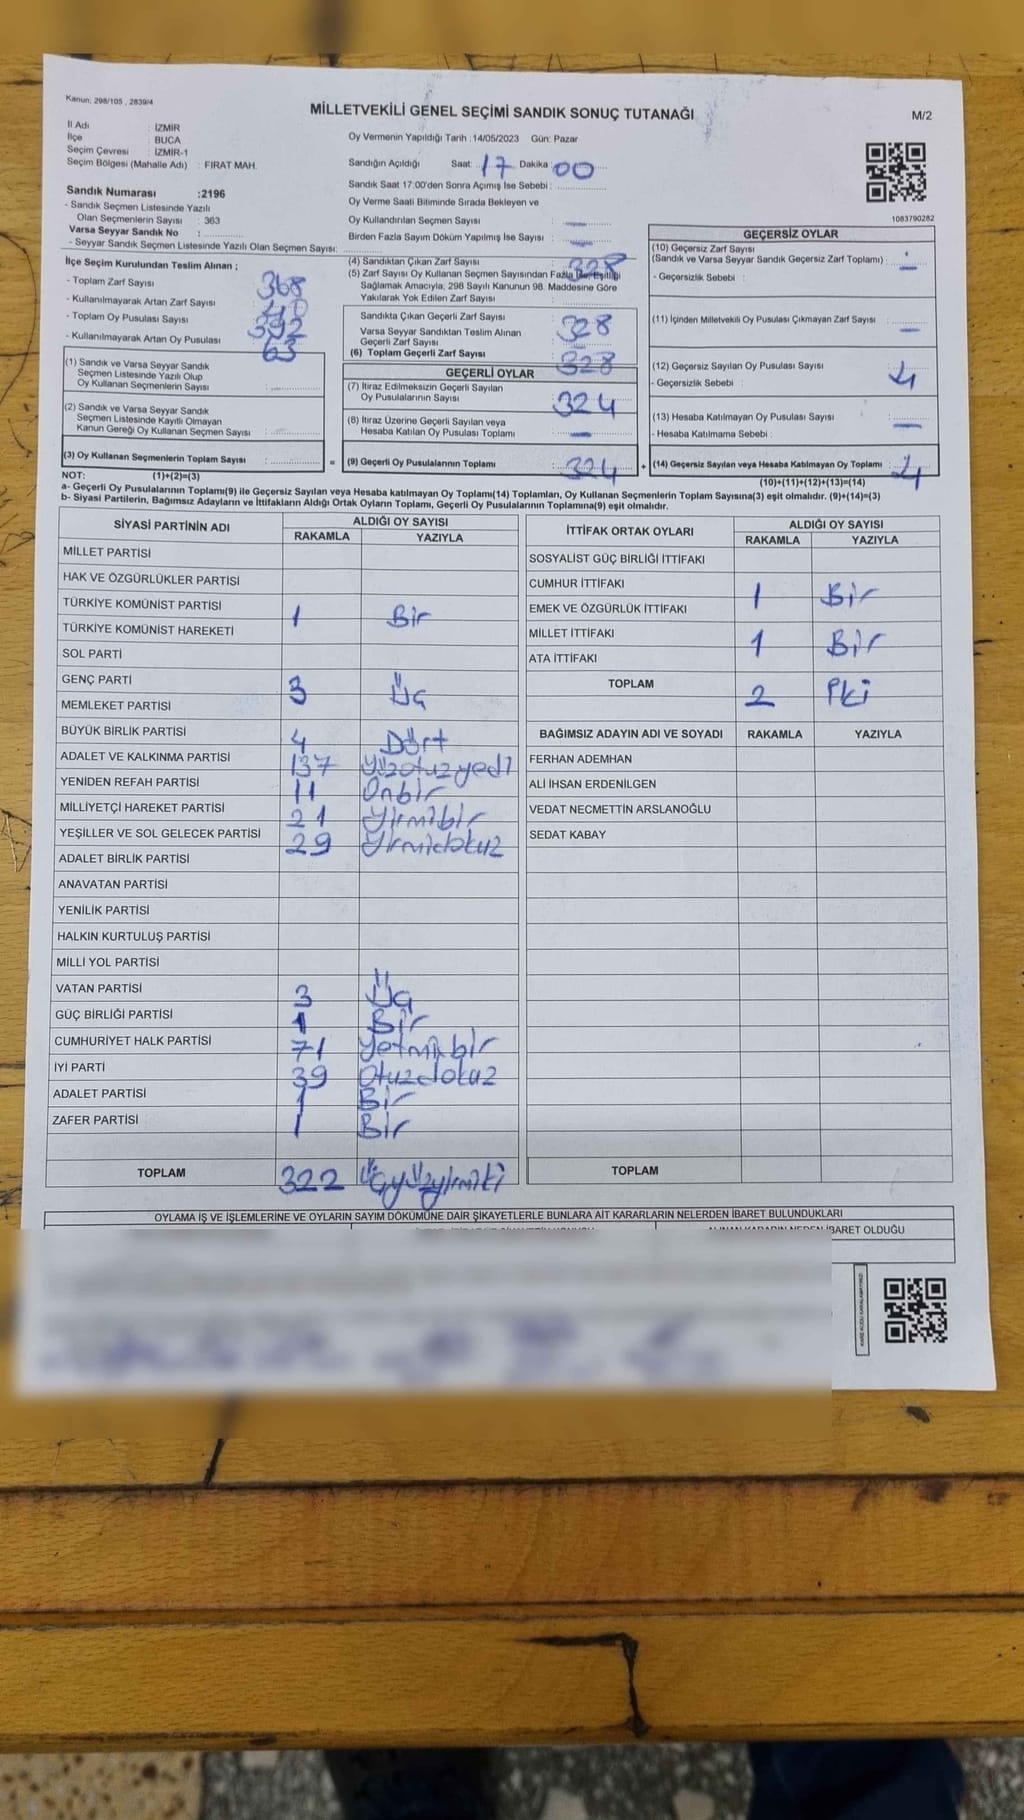 Kanun: 298/105 , 2839/4
MİLLETVEKİLİ GENEL SEÇİMİ SANDIK SONUÇ TUTANAĞI
M/2
İl Adı : İZMİR
İlçe : BUCA
Seçim Çevresi : İZMİR-1
Seçim Bölgesi (Mahalle Adı) : FIRAT MAH.
Sandık Numarası :2196
- Sandık Seçmen Listesinde Yazılı
Olan Seçmenlerin Sayısı : 363
Varsa Seyyar Sandık No :
- Seyyar Sandık Seçmen Listesinde Yazılı Olan Seçmen Sayısı:
Oy Vermenin Yapıldığı Tarih :14/05/2023 Gün: Pazar
Sandığın Açıldığı Saat: 17 Dakika: 00
Sandık Saat 17:00'den Sonra Açımış İse Sebebi :
Oy Verme Saati Bitiminde Sırada Bekleyen ve
Oy Kullandırılan Seçmen Sayısı : —
Birden Fazla Sayım Döküm Yapılmış İse Sayısı : —
1083790282
İlçe Seçim Kurulundan Teslim Alınan :
- Toplam Zarf Sayısı 368
- Kullanılmayarak Artan Zarf Sayısı
- Toplam Oy Pusulası Sayısı 392
- Kullanılmayarak Artan Oy Pusulası 63
(1) Sandık ve Varsa Seyyar Sandık
Seçmen Listesinde Yazılı Olup
Oy Kullanan Seçmenlerin Sayısı :
(2) Sandık ve Varsa Seyyar Sandık
Seçmen Listesinde Kayıtlı Olmayan
Kanun Gereği Oy Kullanan Seçmen Sayısı :
(3) Oy Kullanan Seçmenlerin Toplam Sayısı :
(4) Sandıktan Çıkan Zarf Sayısı 328
(5) Zarf Sayısı Oy Kullanan Seçmen Sayısından Fazla İse, Eşitliği
Sağlamak Amacıyla, 298 Sayılı Kanunun 98. Maddesine Göre
Yakılarak Yok Edilen Zarf Sayısı :
Sandıkta Çıkan Geçerli Zarf Sayısı : 328
Varsa Seyyar Sandıktan Teslim Alınan
Geçerli Zarf Sayısı :
(6) Toplam Geçerli Zarf Sayısı : 328
GEÇERLİ OYLAR
(7) İtiraz Edilmeksizin Geçerli Sayılan
Oy Pusulalarının Sayısı : 324
(8) İtiraz Üzerine Geçerli Sayılan veya
Hesaba Katılan Oy Pusulası Toplamı : —
= (9) Geçerli Oy Pusulalarının Toplamı : 324
GEÇERSİZ OYLAR
(10) Geçersiz Zarf Sayısı
(Sandık ve Varsa Seyyar Sandık Geçersiz Zarf Toplamı) : —
- Geçersizlik Sebebi :
(11) İçinden Milletvekili Oy Pusulası Çıkmayan Zarf Sayısı : —
(12) Geçersiz Sayılan Oy Pusulası Sayısı : 4
- Geçersizlik Sebebi :
(13) Hesaba Katılmayan Oy Pusulası Sayısı : —
- Hesaba Katılmama Sebebi :
+ (14) Geçersiz Sayılan veya Hesaba Katılmayan Oy Toplamı : 4
NOT: (1)+(2)=(3)
(10)+(11)+(12)+(13)=(14)
a- Geçerli Oy Pusulalarının Toplamı(9) ile Geçersiz Sayılan veya Hesaba katılmayan Oy Toplamı(14) Toplamları, Oy Kullanan Seçmenlerin Toplam Sayısına(3) eşit olmalıdır. (9)+(14)=(3)
b- Siyasi Partilerin, Bağımsız Adayların ve İttifakların Aldığı Ortak Oyların Toplamı, Geçerli Oy Pusulalarının Toplamına(9) eşit olmalıdır.
SİYASİ PARTİNİN ADI
ALDIĞI OY SAYISI
RAKAMLA YAZIYLA
MİLLET PARTİSİ
HAK VE ÖZGÜRLÜKLER PARTİSİ
TÜRKİYE KOMÜNİST PARTİSİ 1 Bir
TÜRKİYE KOMÜNİST HAREKETİ
SOL PARTİ
GENÇ PARTİ 3 Üç
MEMLEKET PARTİSİ
BÜYÜK BİRLİK PARTİSİ 4 Dört
ADALET VE KALKINMA PARTİSİ 137 Yüzotuzyedi
YENİDEN REFAH PARTİSİ 11 Onbir
MİLLİYETÇİ HAREKET PARTİSİ 21 Yirmibir
YEŞİLLER VE SOL GELECEK PARTİSİ 29 Yirmidokuz
ADALET BİRLİK PARTİSİ
ANAVATAN PARTİSİ
YENİLİK PARTİSİ
HALKIN KURTULUŞ PARTİSİ
MİLLİ YOL PARTİSİ
VATAN PARTİSİ 3 Üç
GÜÇ BİRLİĞİ PARTİSİ 1 Bir
CUMHURİYET HALK PARTİSİ 71 Yetmişbir
İYİ PARTİ 39 Otuzdokuz
ADALET PARTİSİ 1 Bir
ZAFER PARTİSİ 1 Bir
TOPLAM 322 Üçyüzyirmiiki
İTTİFAK ORTAK OYLARI
ALDIĞI OY SAYISI
RAKAMLA YAZIYLA
SOSYALİST GÜÇ BİRLİĞİ İTTİFAKI
CUMHUR İTTİFAKI 1 Bir
EMEK VE ÖZGÜRLÜK İTTİFAKI
MİLLET İTTİFAKI 1 Bir
ATA İTTİFAKI
TOPLAM 2 İki
BAĞIMSIZ ADAYIN ADI VE SOYADI RAKAMLA YAZIYLA
FERHAN ADEMHAN
ALİ İHSAN ERDENİLGEN
VEDAT NECMETTİN ARSLANOĞLU
SEDAT KABAY
TOPLAM
OYLAMA İŞ VE İŞLEMLERİNE VE OYLARIN SAYIM DÖKÜMÜNE DAİR ŞİKAYETLERLE BUNLARA AİT KARARLARIN NELERDEN İBARET BULUNDUKLARI
ALINAN KARARIN NEDEN İBARET OLDUĞU